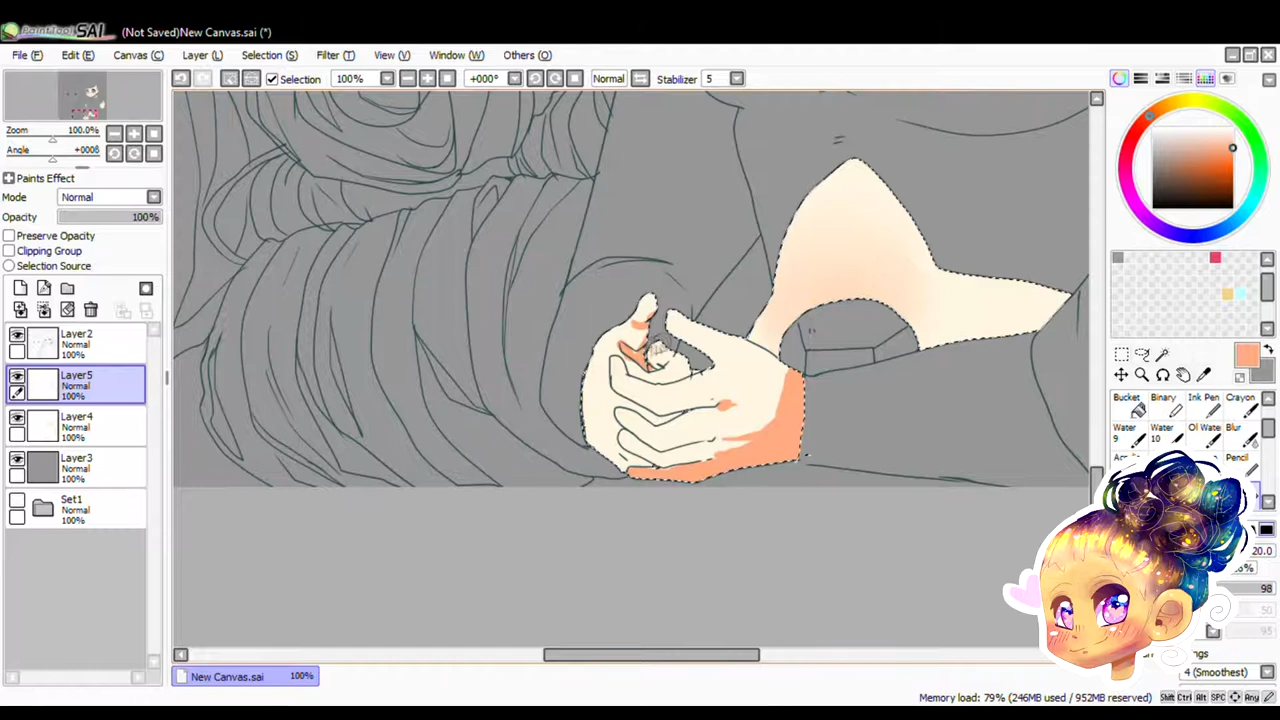 PaintTool SAI (Not Saved)New Canvas.sai (*)
File (F) Edit (E) Canvas (C) Layer (L) Selection (S) Filter (T) View (V) Window (W) Others (O)
Selection 100% +000° Normal Stabilizer 5
Zoom 100.0%
Angle +000§
Paints Effect
Mode Normal
Opacity 100%
Preserve Opacity
Clipping Group
Selection Source
Layer2
Normal
100%
Layer5
Normal
100%
Layer4
Normal
100%
Layer3
Normal
100%
Set1
Normal
100%
Bucket Binary Ink Pen Crayon
Water 9 Water 10 Ol Water Blur
Pencil
20.0
98
50
95
4 (Smoothest)
New Canvas.sai 100%
Memory load: 79% (246MB used / 952MB reserved) Shift Ctrl Alt SPC Any